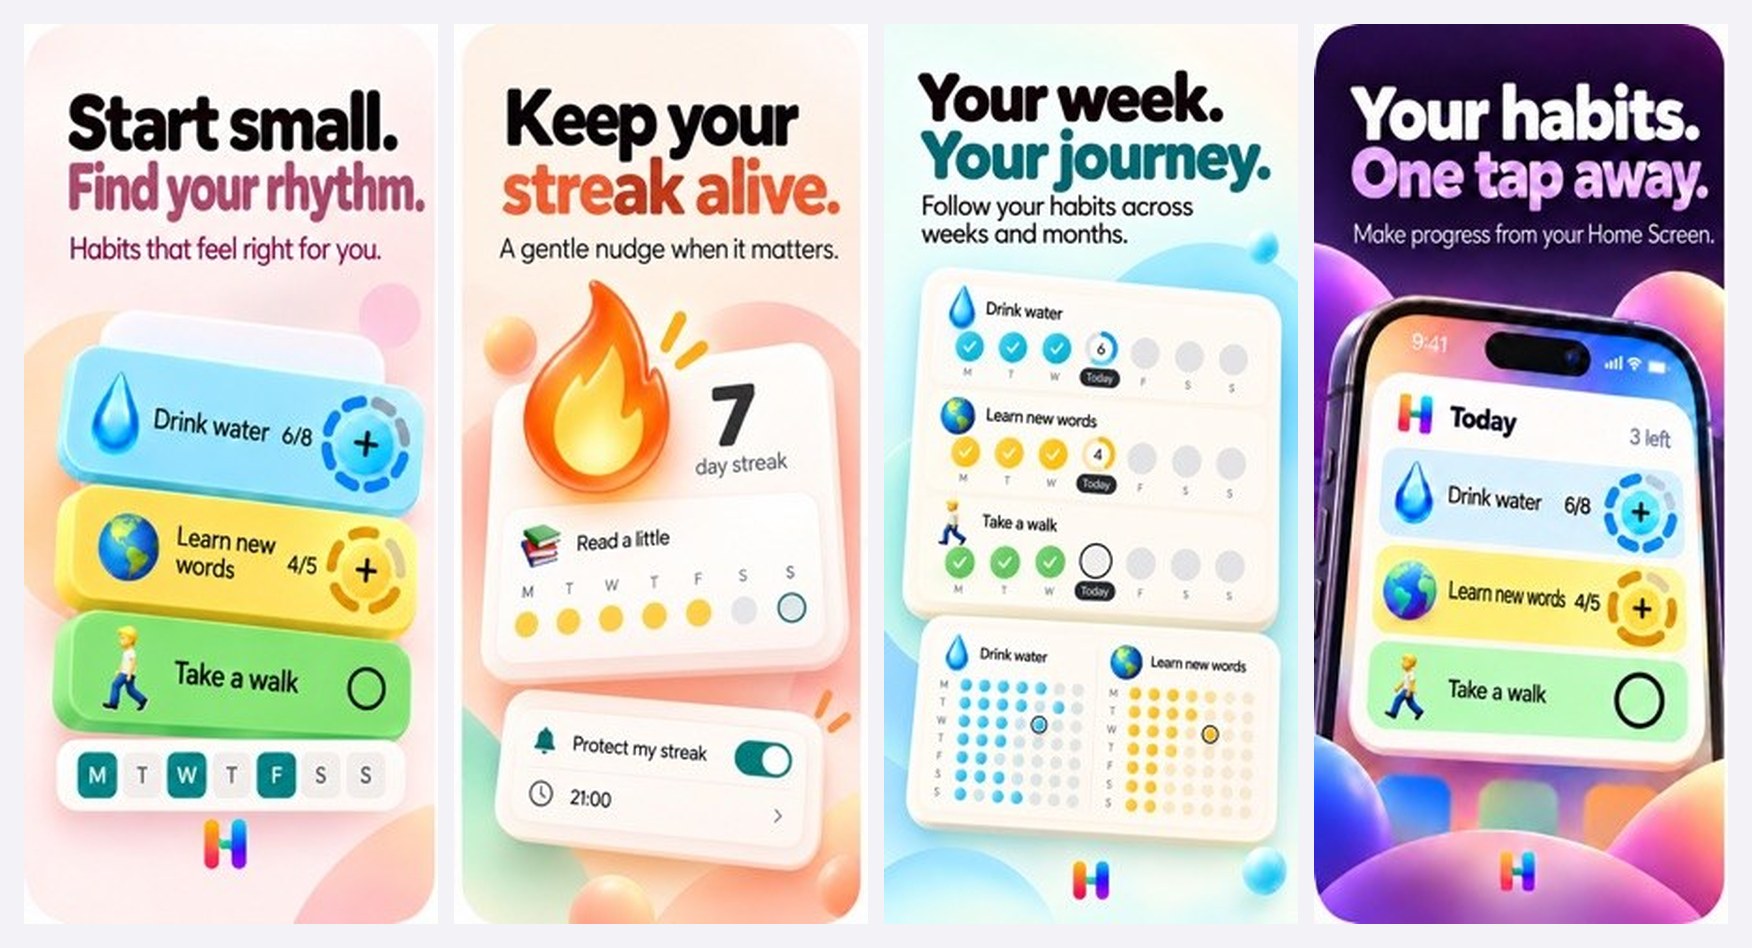 Start small.
Find your rhythm.
Habits that feel right for you.
Drink water 6/8
+
Learn new
words 4/5
+
Take a walk
M T W T F S S
H
Keep your
streak alive.
A gentle nudge when it matters.
7
day streak
Read a little
M T W T F S S
Protect my streak
21:00
Your week.
Your journey.
Follow your habits across
weeks and months.
Drink water
6
M T W Today F S S
Learn new words
4
M T W Today F S S
Take a walk
M T W Today F S S
Drink water
M
T
W
T
F
S
S
Learn new words
M
T
W
T
F
S
S
H
Your habits.
One tap away.
Make progress from your Home Screen.
9:41
H Today 3 left
Drink water 6/8
+
Learn new words 4/5
+
Take a walk
H